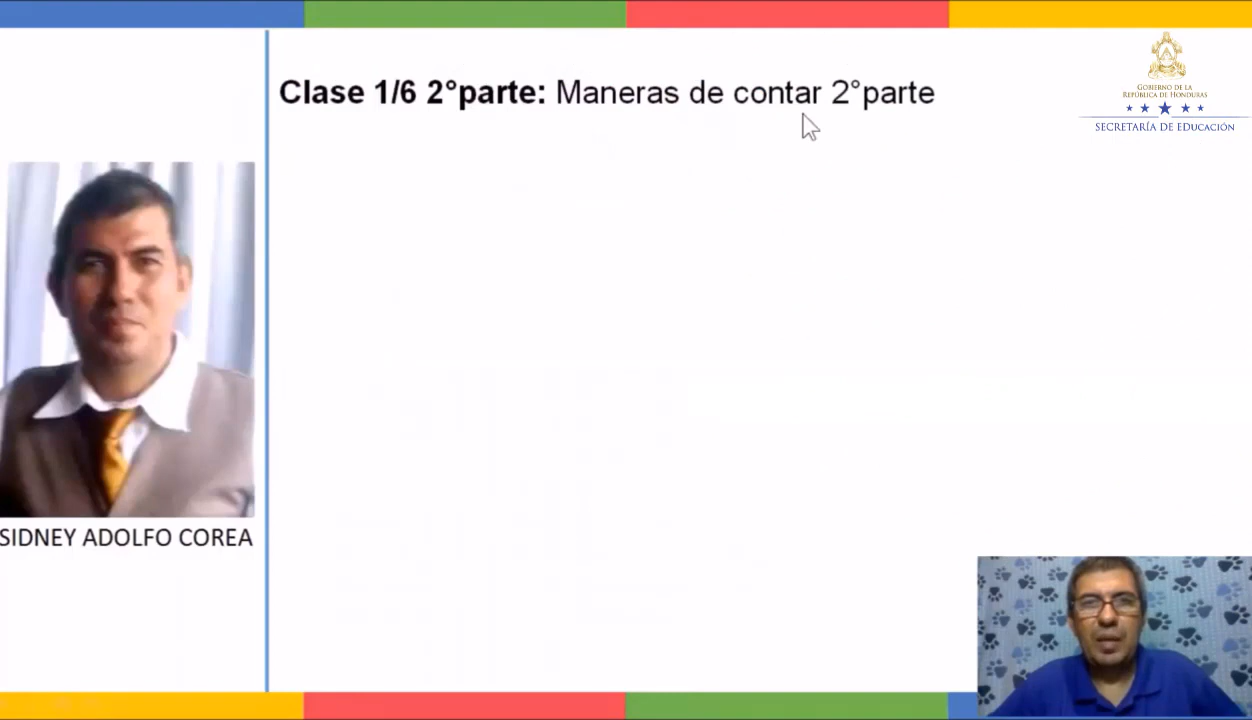 Clase 1/6 2°parte: Maneras de contar 2°parte
GOBIERNO DE LA
REPÚBLICA DE HONDURAS
SECRETARÍA DE EDUCACIÓN
SIDNEY ADOLFO COREA